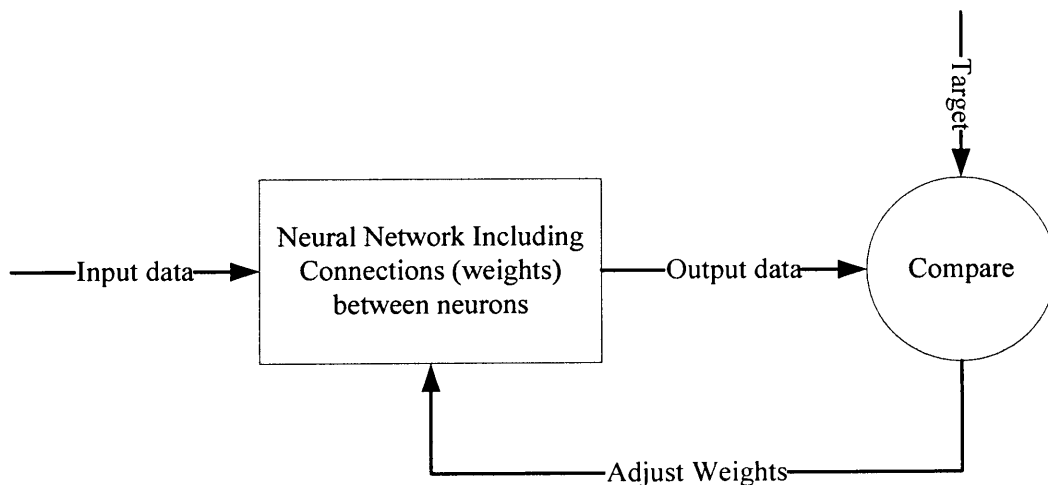 Target
Neural Network Including
Connections (weights)
between neurons
Input data
Output data
Compare
Adjust Weights